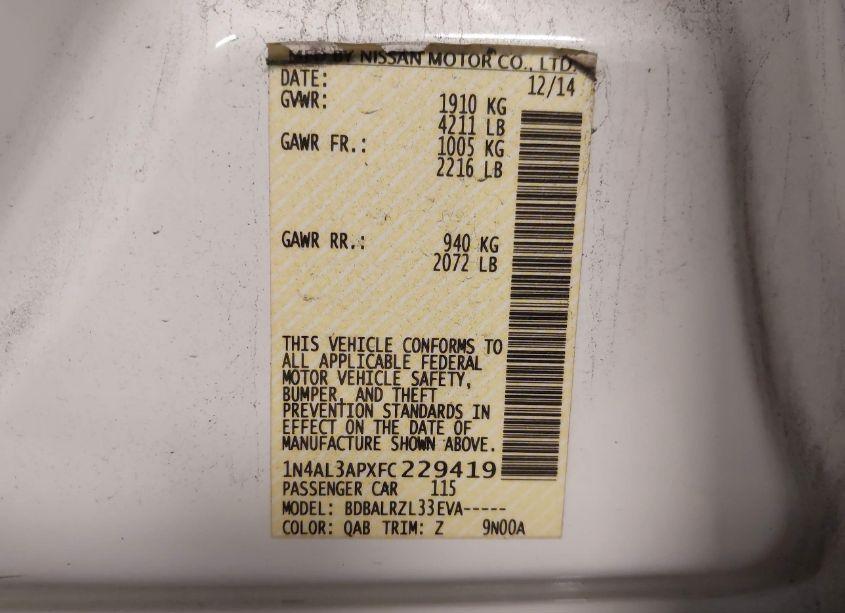 MFD BY NISSAN MOTOR CO., LTD.
DATE: 12/14
GVWR: 1910 KG
4211 LB
GAWR FR.: 1005 KG
2216 LB
GAWR RR.: 940 KG
2072 LB
THIS VEHICLE CONFORMS TO
ALL APPLICABLE FEDERAL
MOTOR VEHICLE SAFETY,
BUMPER, AND THEFT
PREVENTION STANDARDS IN
EFFECT ON THE DATE OF
MANUFACTURE SHOWN ABOVE.
1N4AL3APXFC229419
PASSENGER CAR 115
MODEL: BDBALRZL33EVA-----
COLOR: QAB TRIM: Z 9N00A